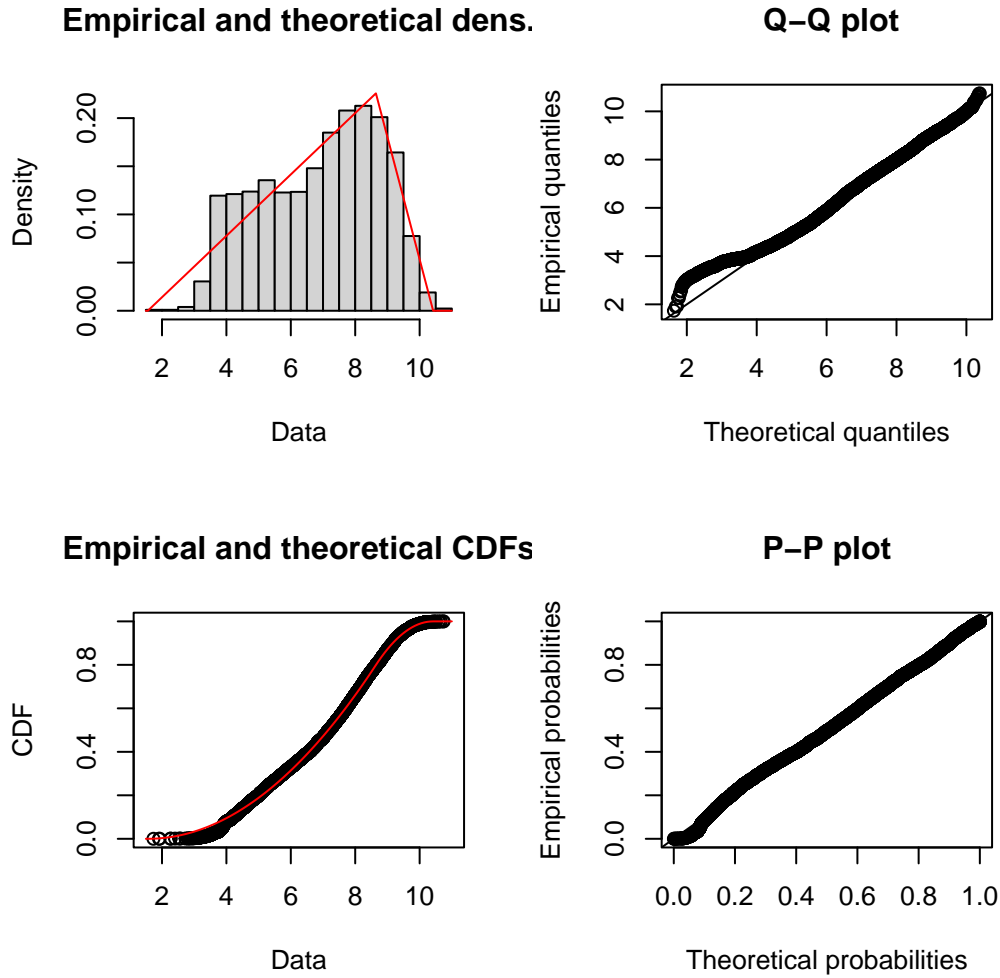 Empirical and theoretical dens.
Density
0.00
0.10
0.20
2 4 6 8 10
Data
Q−Q plot
Empirical quantiles
2 4 6 8 10
2 4 6 8 10
Theoretical quantiles
Empirical and theoretical CDFs
CDF
0.0 0.4 0.8
2 4 6 8 10
Data
P−P plot
Empirical probabilities
0.0 0.4 0.8
0.0 0.2 0.4 0.6 0.8 1.0
Theoretical probabilities